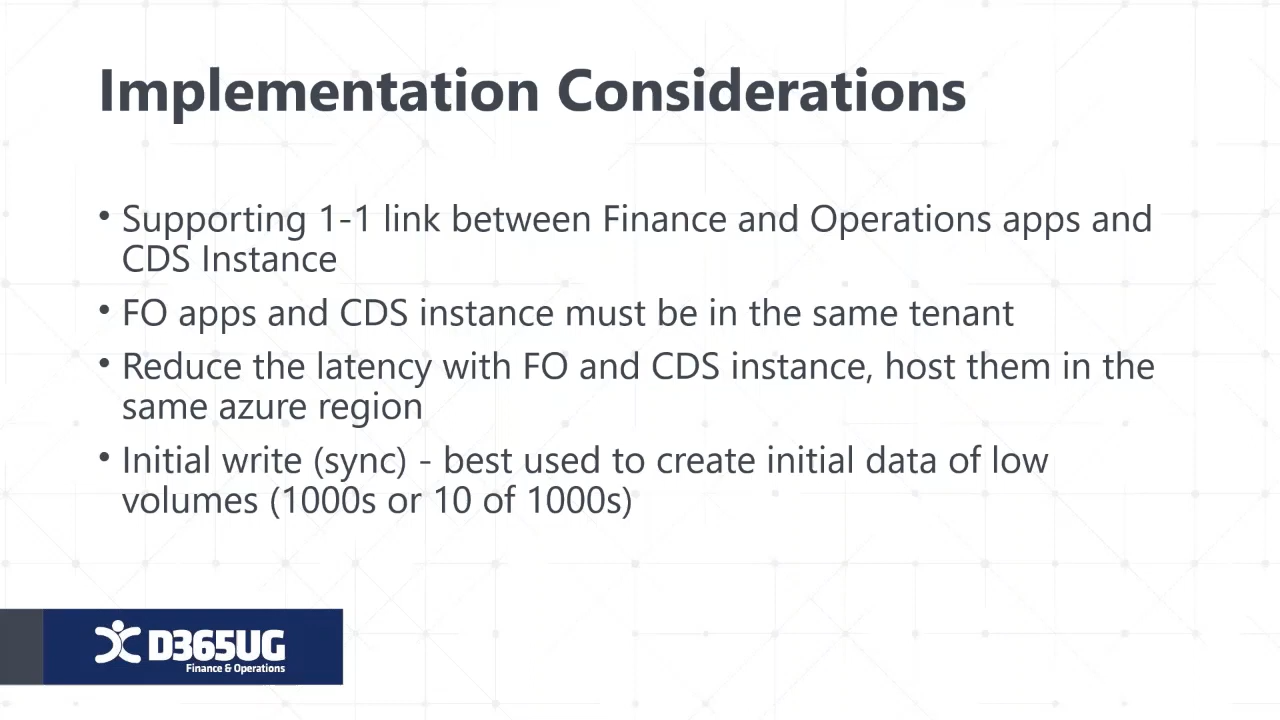 Implementation Considerations
• Supporting 1-1 link between Finance and Operations apps and
CDS Instance
• FO apps and CDS instance must be in the same tenant
• Reduce the latency with FO and CDS instance, host them in the
same azure region
• Initial write (sync) - best used to create initial data of low
volumes (1000s or 10 of 1000s)
D365UG
Finance & Operations